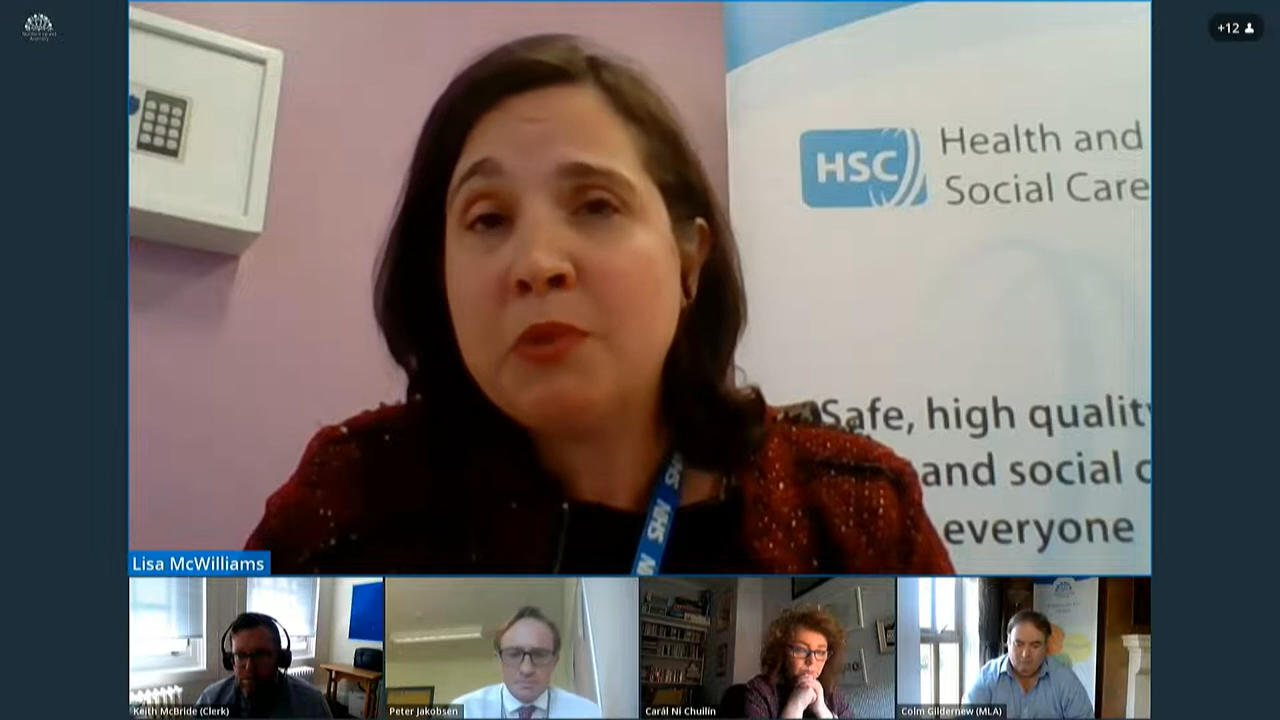 +12
HSC
Health and
Social Care
Safe, high quality
and social c
everyone
NHS
Lisa McWilliams
Keith McBride (Clerk)
Peter Jakobsen
Carál Ní Chuilín
Colm Gildernew (MLA)